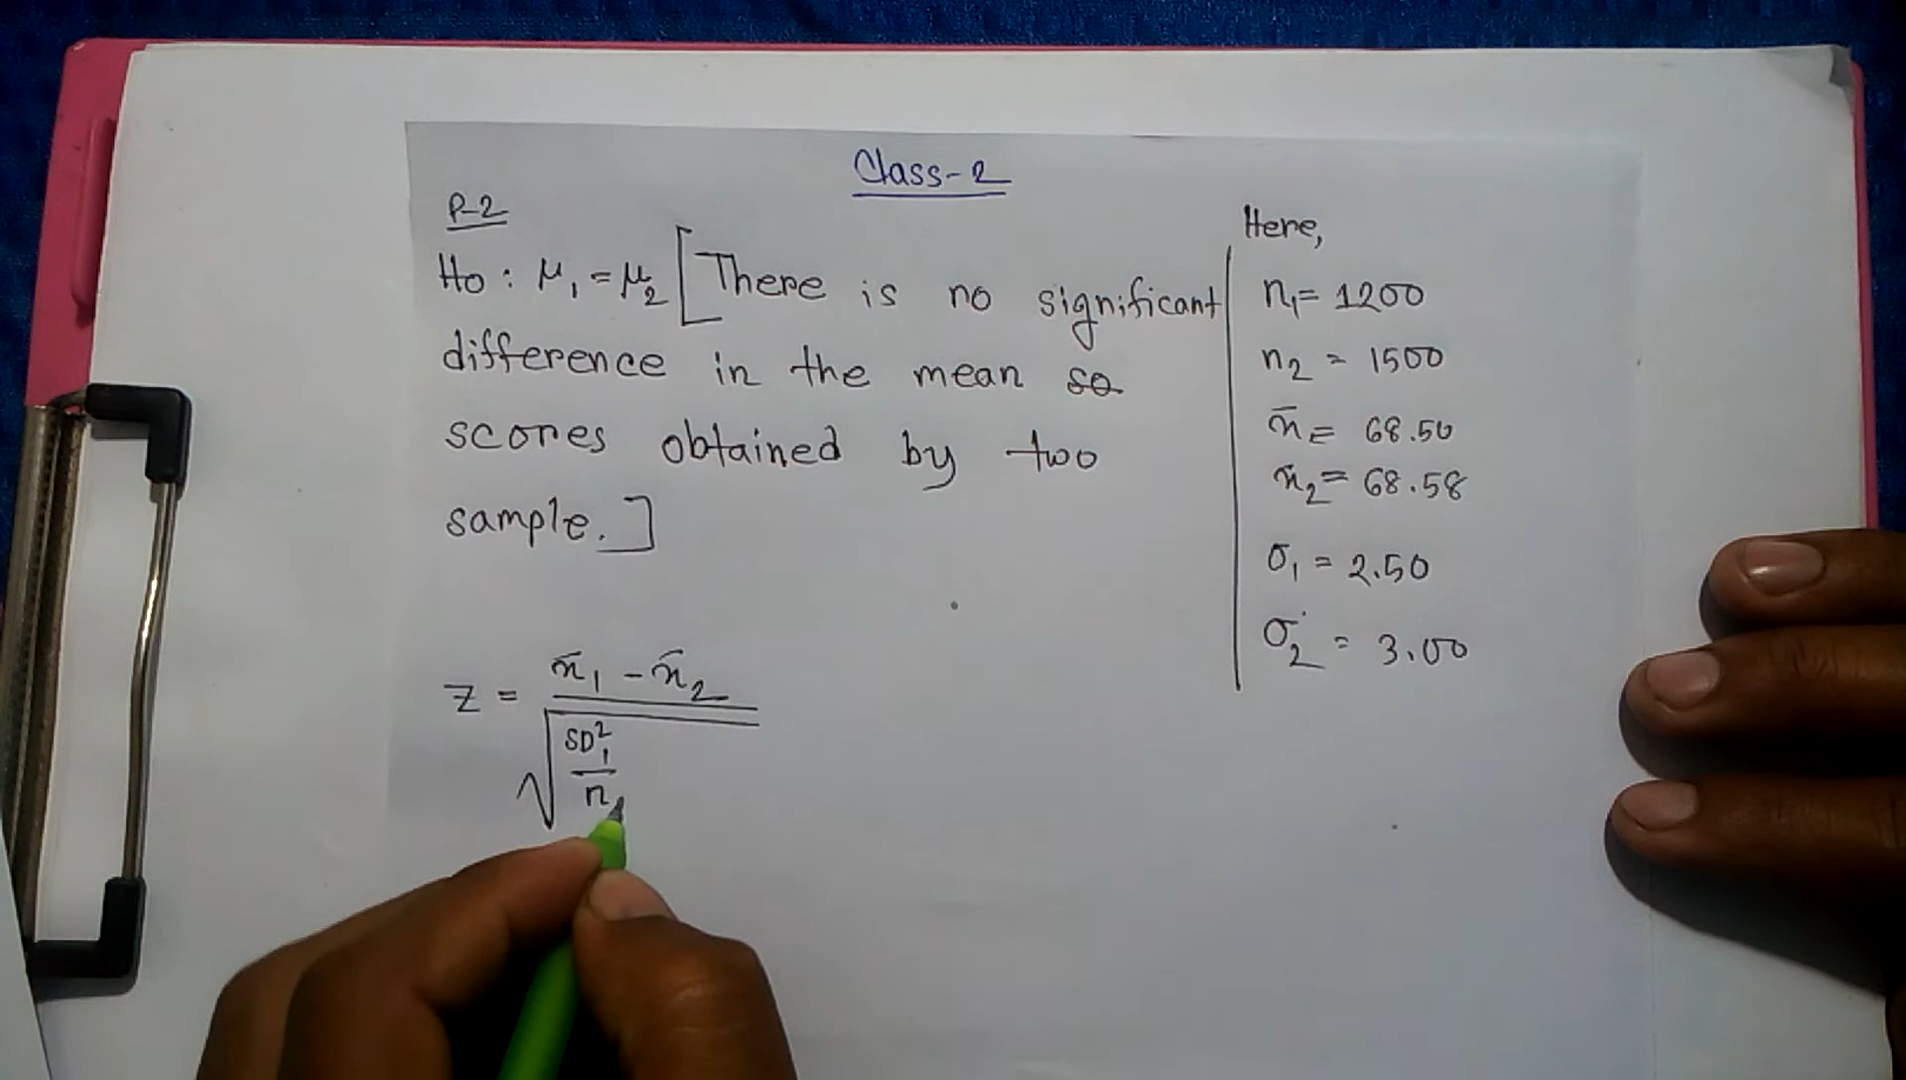 Class-2
P-2
Ho : μ₁ = μ₂ [There is no significant
difference in the mean so
scores obtained by two
sample.]
Here,
n₁ = 1200
n₂ = 1500
x̄ = 68.50
x̄₂ = 68.58
σ₁ = 2.50
σ₂ = 3.00
z = x̄₁ - x̄₂
√ SD₁²
n